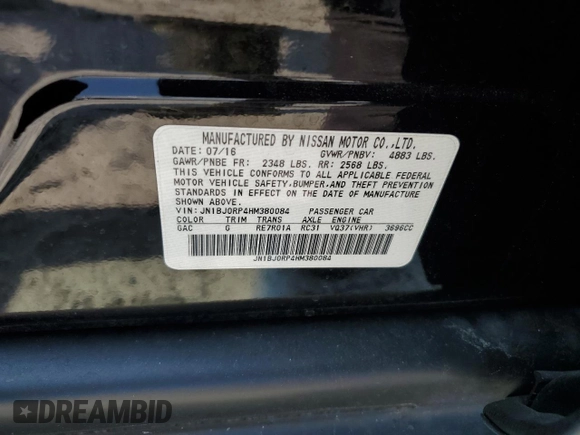 MANUFACTURED BY NISSAN MOTOR CO.,LTD.
DATE: 07/16 GVWR/PNBV: 4883 LBS.
GAWR/PNBE FR: 2348 LBS. RR: 2568 LBS.
THIS VEHICLE CONFORMS TO ALL APPLICABLE FEDERAL
MOTOR VEHICLE SAFETY,BUMPER,AND THEFT PREVENTION
STANDARDS IN EFFECT ON THE DATE OF MANUFACTURE
SHOWN ABOVE.
VIN: JN1BJ0RP4HM380084 PASSENGER CAR
COLOR TRIM TRANS AXLE ENGINE
GAC G RE7R01A RC31 VQ37(VHR) 3696CC
JN1BJ0RP4HM380084
DREAMBID